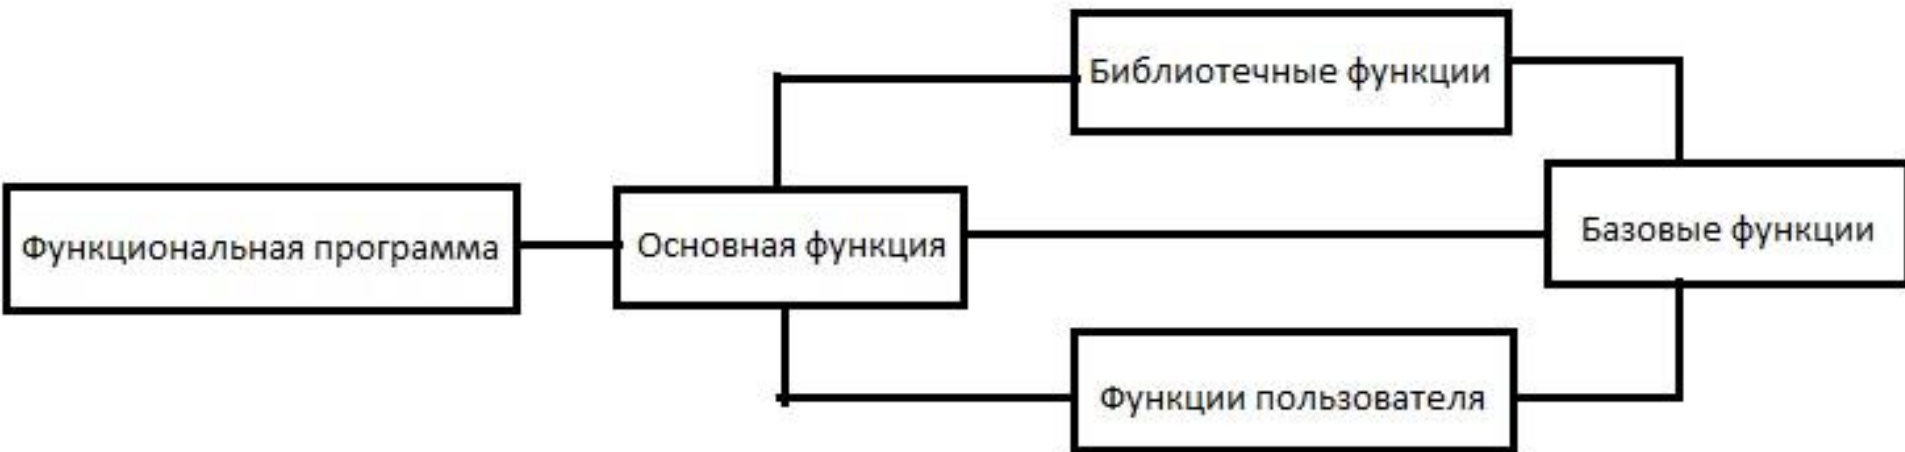 Библиотечные функции
Функциональная программа
Основная функция
Базовые функции
Функции пользователя